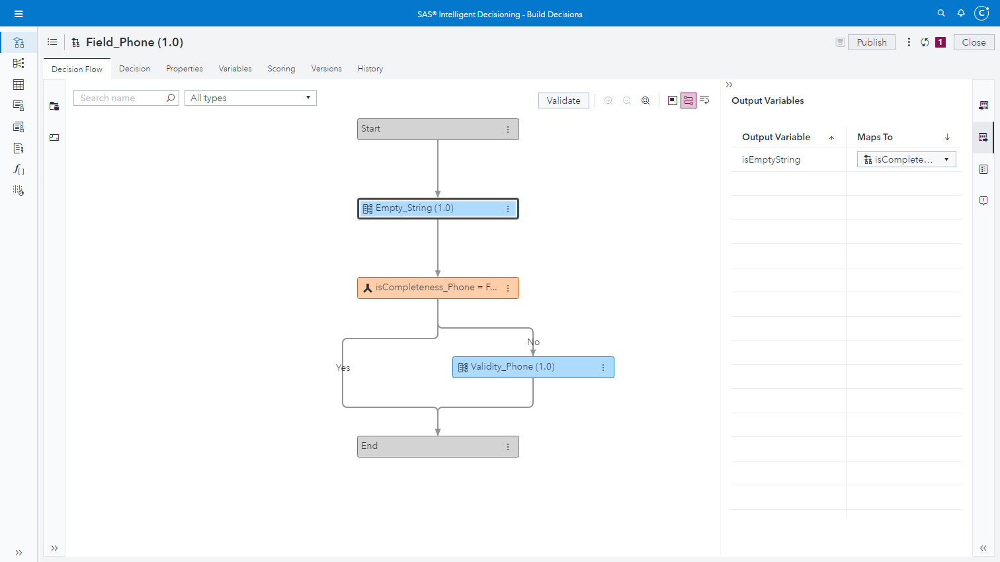 SAS® Intelligent Decisioning - Build Decisions
C
Field_Phone (1.0)
Publish
1
Close
Decision Flow
Decision
Properties
Variables
Scoring
Versions
History
Search name
All types
Validate
Start
Empty_String (1.0)
isCompleteness_Phone = F...
No
Yes
Validity_Phone (1.0)
End
Output Variables
Output Variable
Maps To
isEmptyString
isComplete...